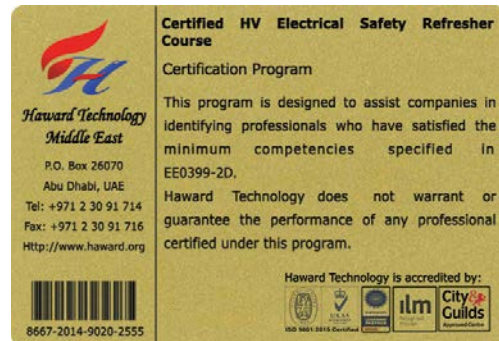 Haward Technology
Middle East
P.O. Box 26070
Abu Dhabi, UAE
Tel: +971 2 30 91 714
Fax: +971 2 30 91 716
Http://www.haward.org
8667-2014-9020-2555
Certified HV Electrical Safety Refresher
Course
Certification Program
This program is designed to assist companies in
identifying professionals who have satisfied the
minimum competencies specified in
EE0399-2D.
Haward Technology does not warrant or
guarantee the performance of any professional
certified under this program.
Haward Technology is accredited by:
UKAS
ISO 9001:2015 Certified
ilm
City&
Guilds
Approved Centre